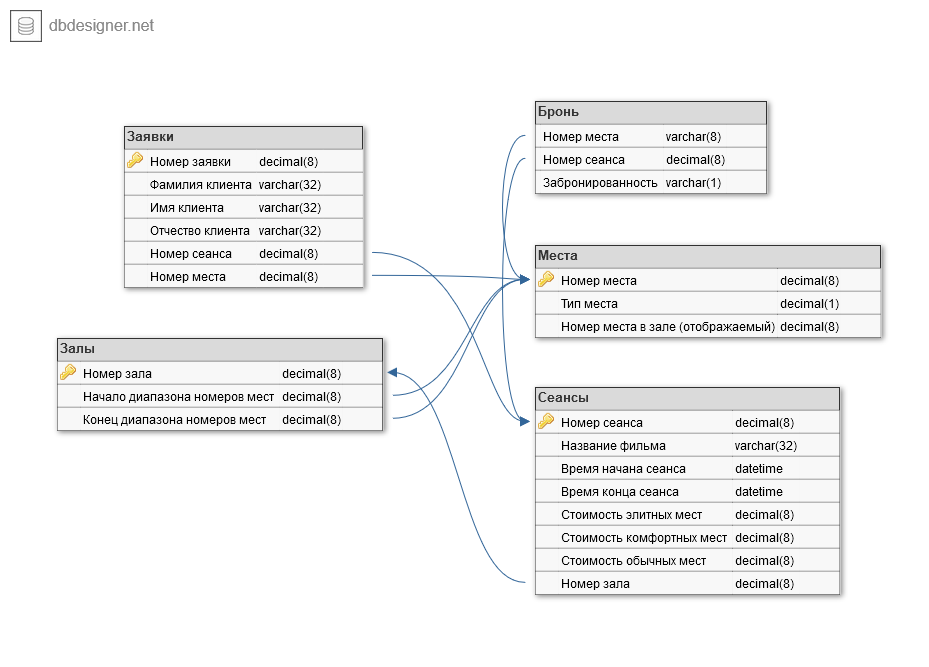 dbdesigner.net
Заявки
Номер заявки decimal(8)
Фамилия клиента varchar(32)
Имя клиента varchar(32)
Отчество клиента varchar(32)
Номер сеанса decimal(8)
Номер места decimal(8)
Залы
Номер зала decimal(8)
Начало диапазона номеров мест decimal(8)
Конец диапазона номеров мест decimal(8)
Бронь
Номер места varchar(8)
Номер сеанса decimal(8)
Забронированность varchar(1)
Места
Номер места decimal(8)
Тип места decimal(1)
Номер места в зале (отображаемый) decimal(8)
Сеансы
Номер сеанса decimal(8)
Название фильма varchar(32)
Время начана сеанса datetime
Время конца сеанса datetime
Стоимость элитных мест decimal(8)
Стоимость комфортных мест decimal(8)
Стоимость обычных мест decimal(8)
Номер зала decimal(8)